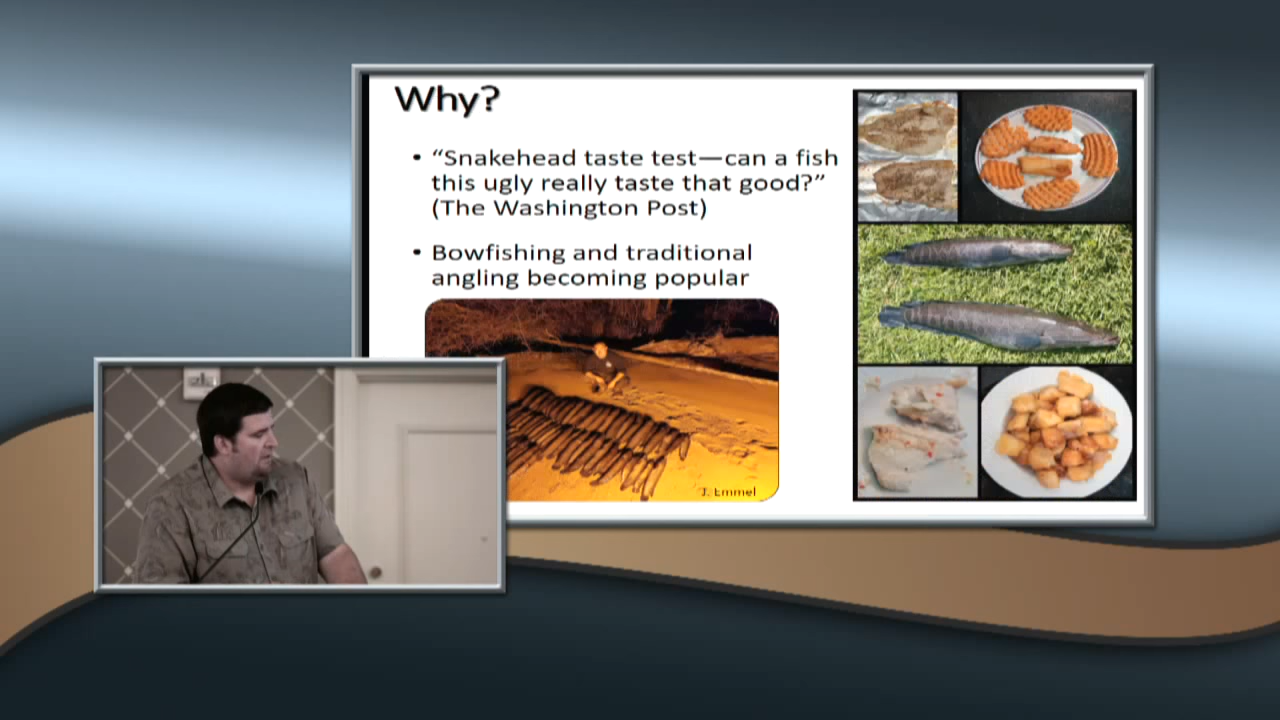 Why?
• “Snakehead taste test—can a fish
this ugly really taste that good?”
(The Washington Post)
• Bowfishing and traditional
angling becoming popular
J. Emmel